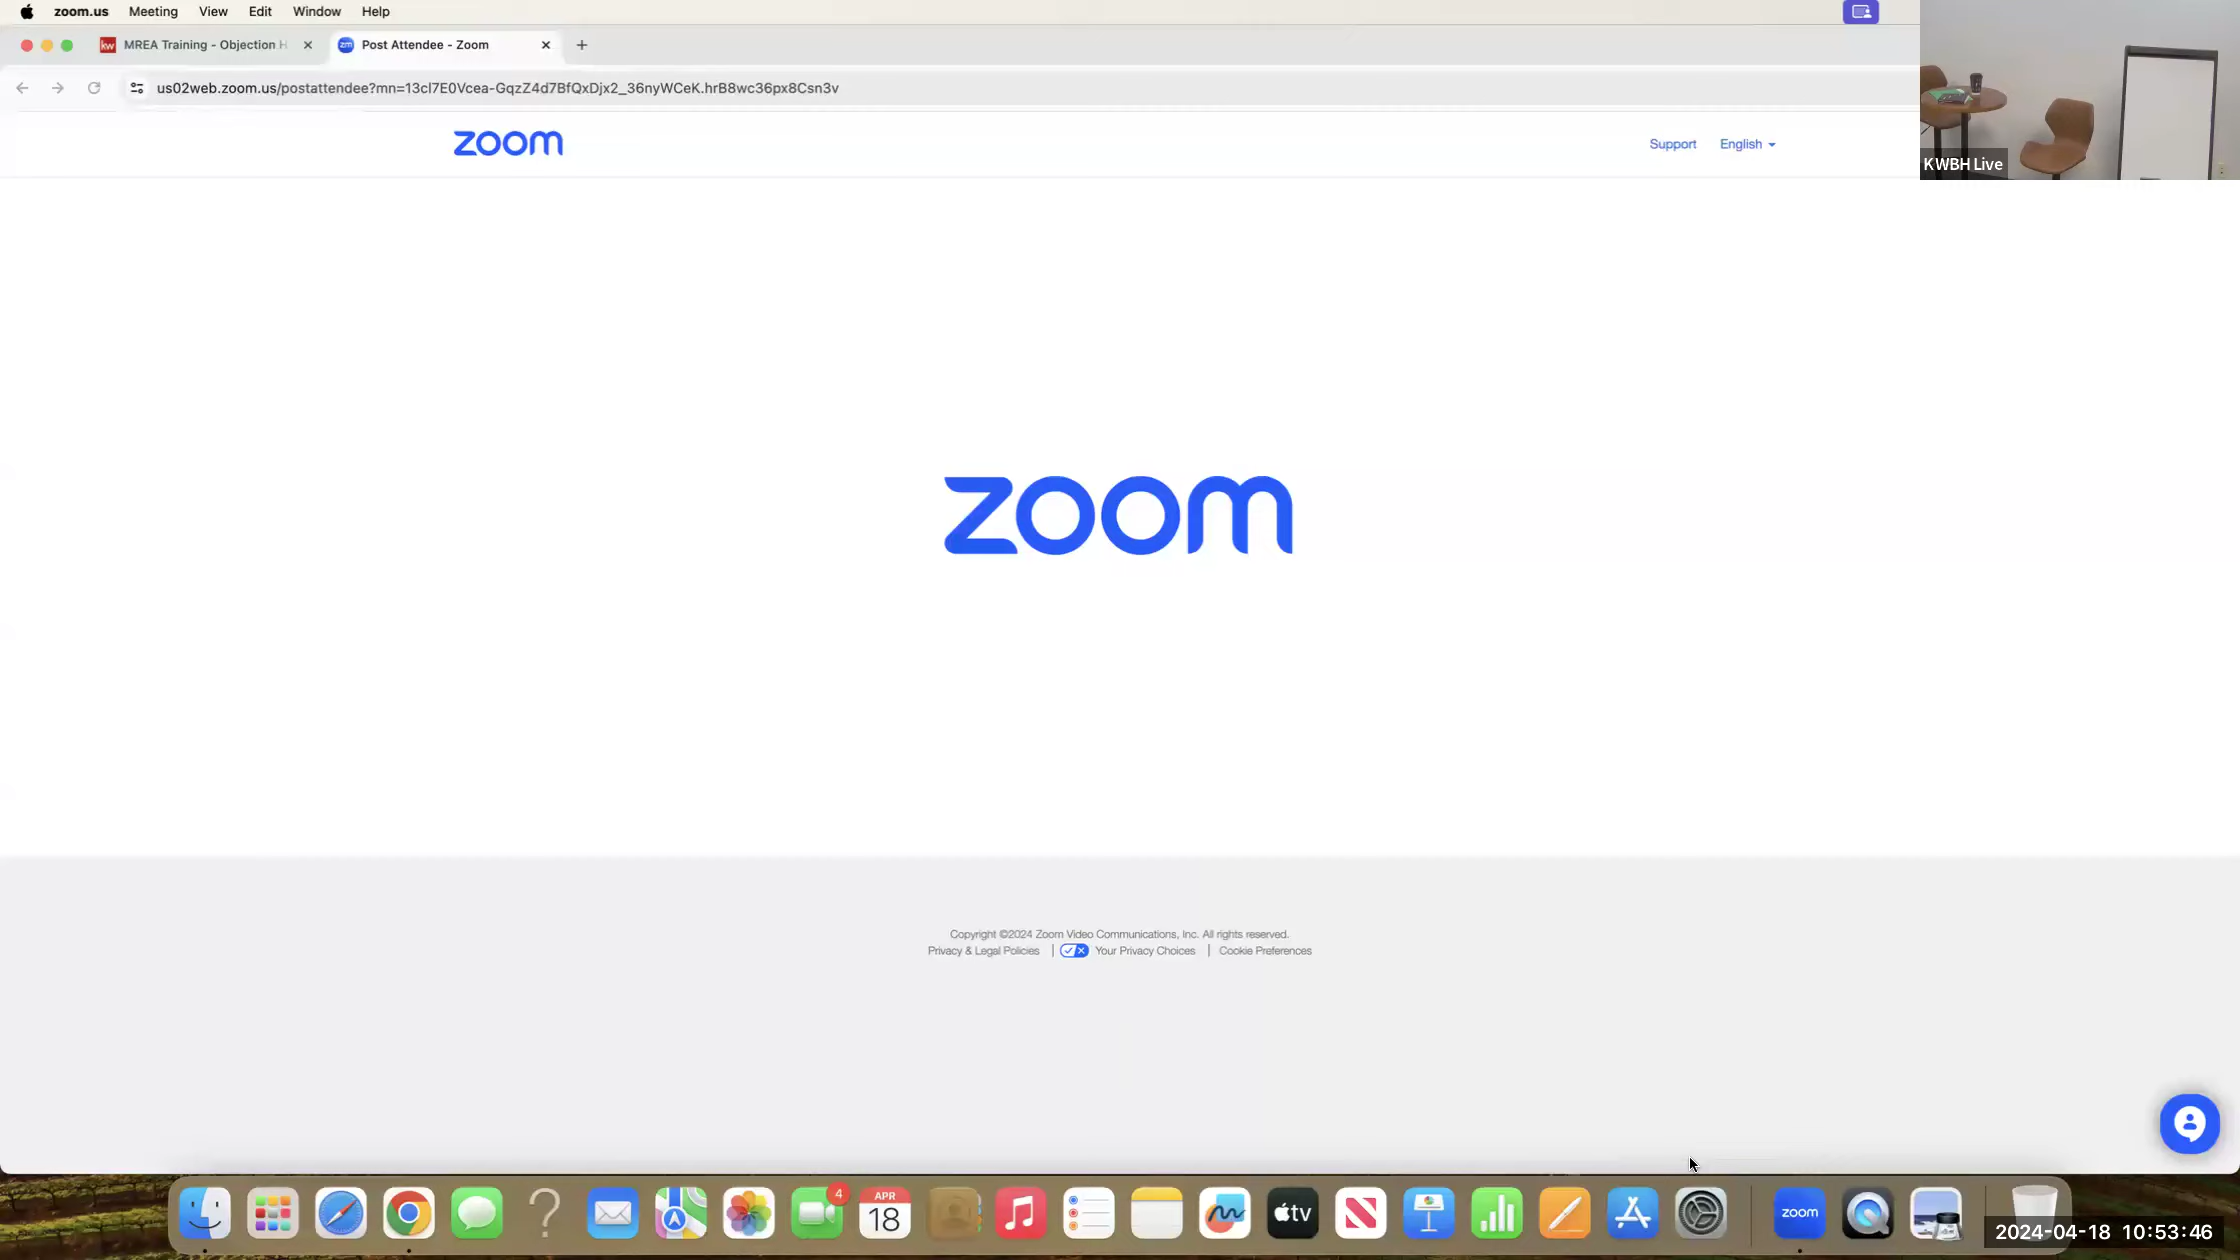 zoom.us Meeting View Edit Window Help
MREA Training - Objection H
Post Attendee - Zoom
us02web.zoom.us/postattendee?mn=13cl7E0Vcea-GqzZ4d7BfQxDjx2_36nyWCeK.hrB8wc36px8Csn3v
zoom
Support English
KWBH Live
zoom
Copyright ©2024 Zoom Video Communications, Inc. All rights reserved.
Privacy & Legal Policies | Your Privacy Choices | Cookie Preferences
4
APR
18
tv
zoom
2024-04-18 10:53:46